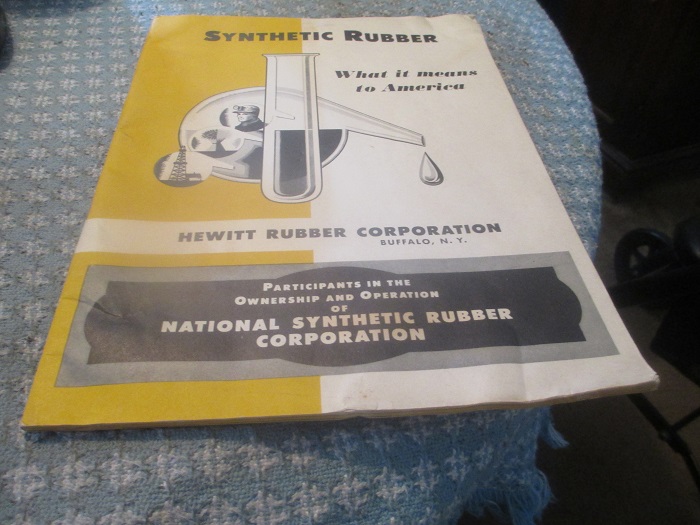 SYNTHETIC RUBBER
What it means
to America
HEWITT RUBBER CORPORATION
BUFFALO, N. Y.
PARTICIPANTS IN THE
OWNERSHIP AND OPERATION
OF
NATIONAL SYNTHETIC RUBBER
CORPORATION